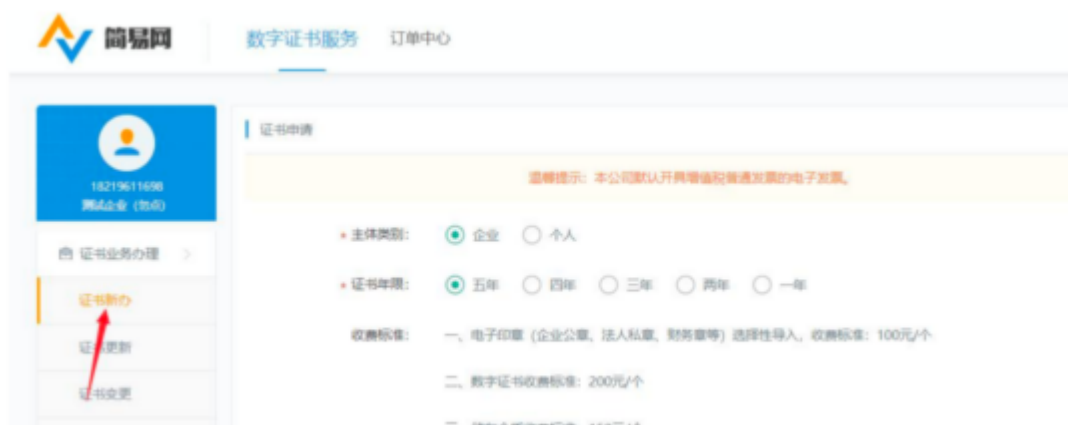 简易网
数字证书服务 订单中心
证书申请
温馨提示：本公司默认开具增值税普通发票的电子发票。
18219611698
测试企业（勿动）
* 主体类别： 企业 个人
证书业务办理 >
* 证书年限： 五年 四年 三年 两年 一年
证书新办
收费标准： 一、电子印章（企业公章、法人私章、财务章等）选择性导入，收费标准：100元/个
证书更新
二、数字证书收费标准：200元/个
证书变更